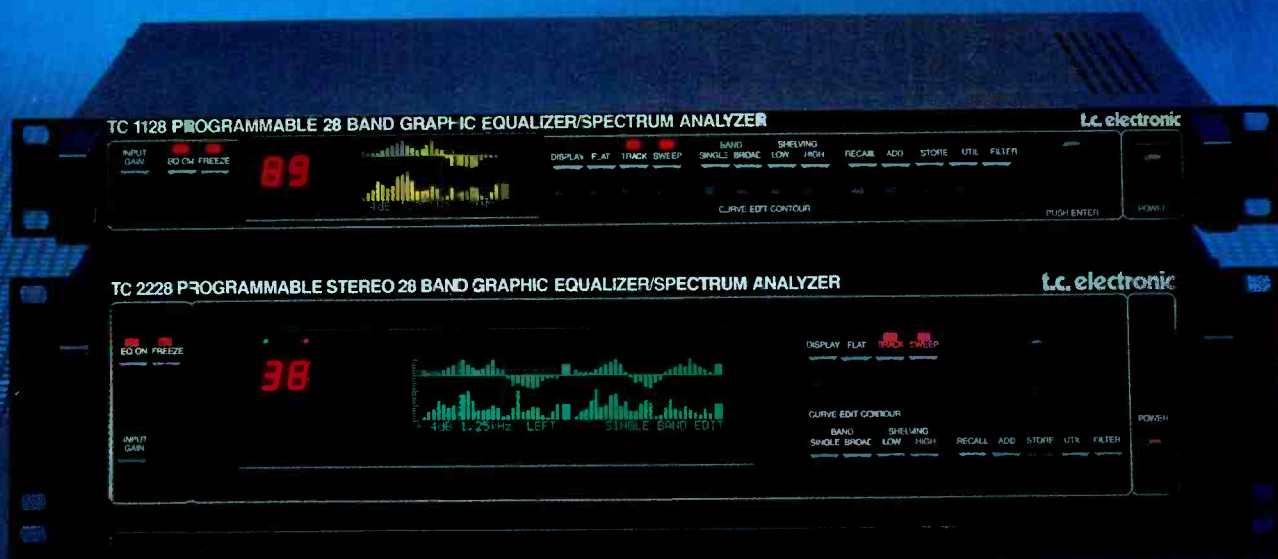 TC 1128 PROGRAMMABLE 28 BAND GRAPHIC EQUALIZER/SPECTRUM ANALYZER
t.c. electronic
INPUT GAIN
EQ ON FREEZE
89
4dB
DISPLAY FLAT TRACK SWEEP
BAND SHELVING
SINGLE BROAD LOW HIGH
RECALL ADD STORE UTIL FILTER
CURVE EDIT CONTOUR
PUSH ENTER
POWER
TC 2228 PROGRAMMABLE STEREO 28 BAND GRAPHIC EQUALIZER/SPECTRUM ANALYZER
t.c. electronic
EQ ON FREEZE
38
4dB 1.25kHz LEFT SINGLE BAND EDIT
DISPLAY FLAT TRACK SWEEP
CURVE EDIT CONTOUR
BAND SHELVING
SINGLE BROAD LOW HIGH
RECALL ADD STORE UTIL FILTER
INPUT GAIN
POWER